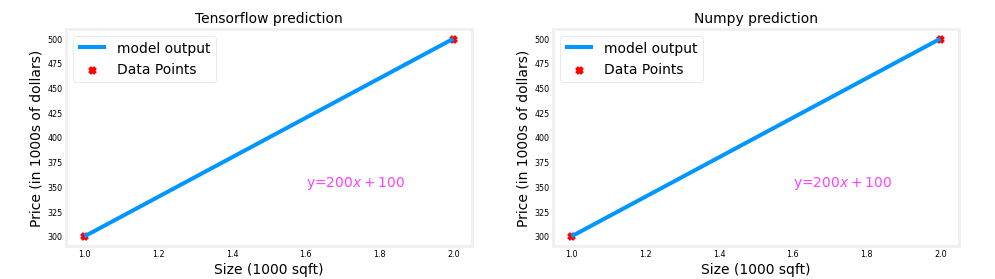 Tensorflow prediction
model output
Data Points
Price (in 1000s of dollars)
500
475
450
425
400
375
350
325
300
y=200x + 100
1.0 1.2 1.4 1.6 1.8 2.0
Size (1000 sqft)
Numpy prediction
model output
Data Points
Price (in 1000s of dollars)
500
475
450
425
400
375
350
325
300
y=200x + 100
1.0 1.2 1.4 1.6 1.8 2.0
Size (1000 sqft)